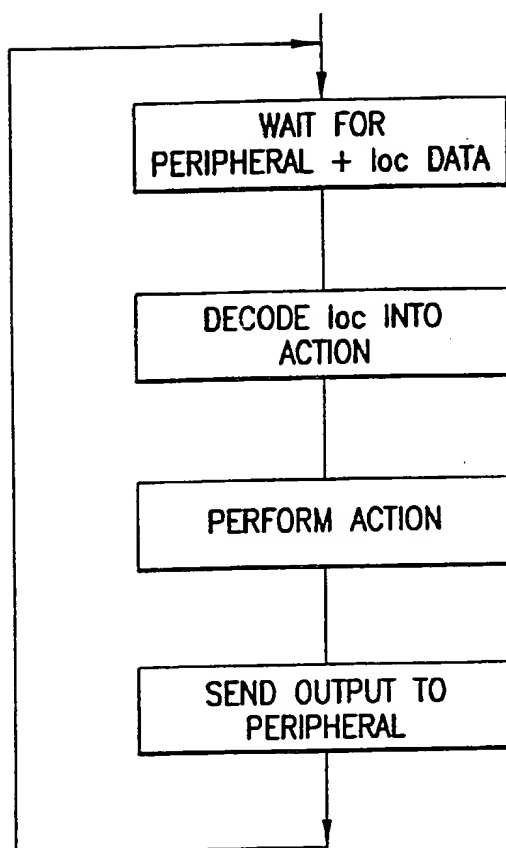 WAIT FOR
PERIPHERAL + loc DATA
DECODE loc INTO
ACTION
PERFORM ACTION
SEND OUTPUT TO
PERIPHERAL